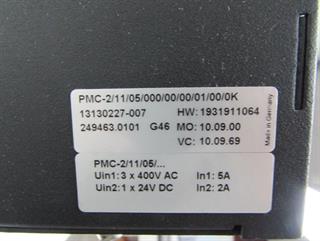 PMC-2/11/05/000/00/00/01/00/0K
13130227-007 HW: 1931911064
249463.0101 G46 MO: 10.09.00
VC: 10.09.69
Made in Germany
PMC-2/11/05/...
Uin1: 3 x 400V AC In1: 5A
Uin2: 1 x 24V DC In2: 2A